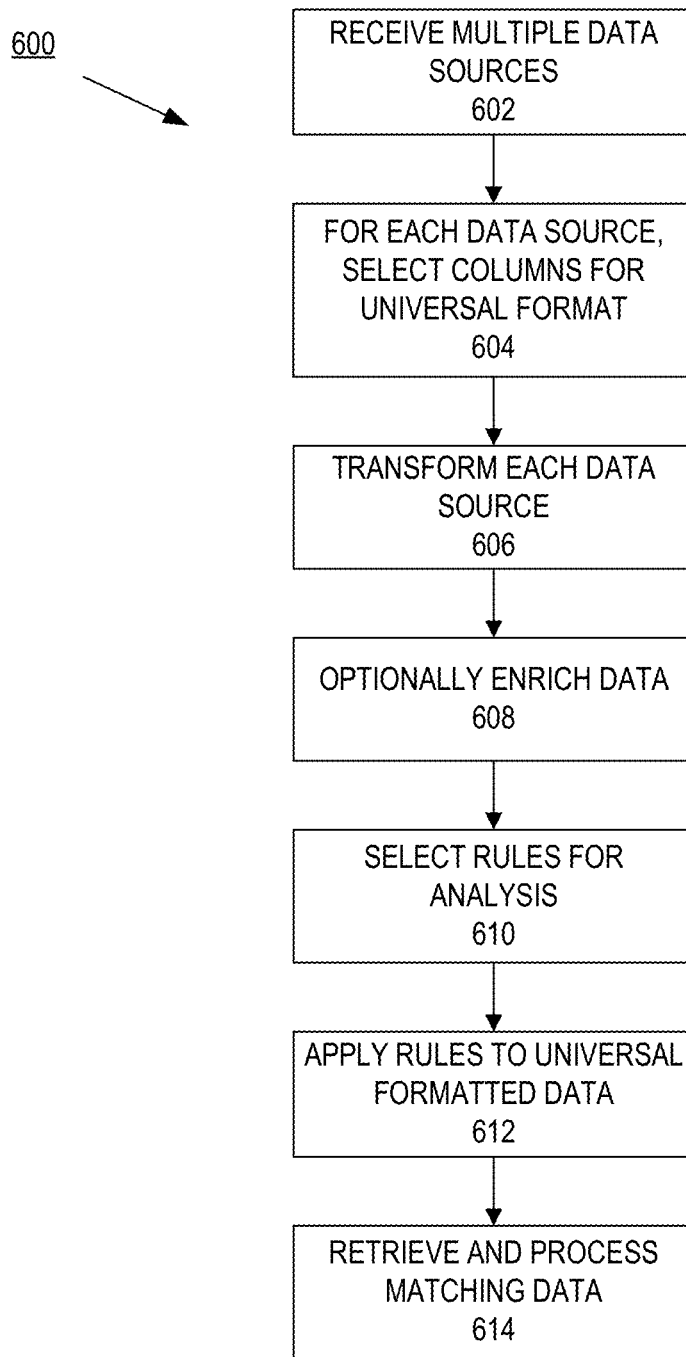 600
RECEIVE MULTIPLE DATA
SOURCES
602
FOR EACH DATA SOURCE,
SELECT COLUMNS FOR
UNIVERSAL FORMAT
604
TRANSFORM EACH DATA
SOURCE
606
OPTIONALLY ENRICH DATA
608
SELECT RULES FOR
ANALYSIS
610
APPLY RULES TO UNIVERSAL
FORMATTED DATA
612
RETRIEVE AND PROCESS
MATCHING DATA
614